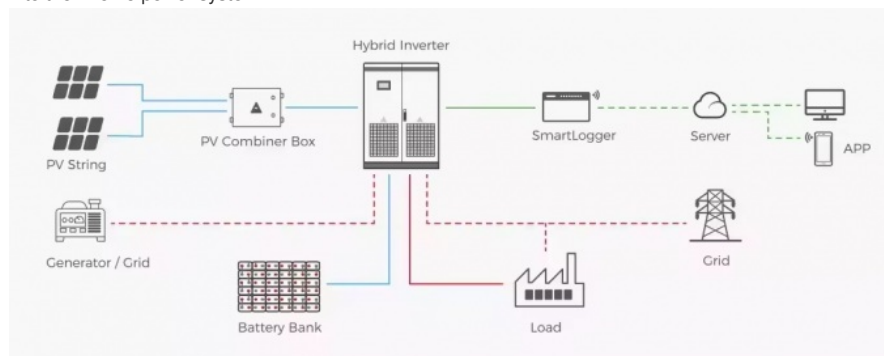 Hybrid Inverter
SmartLogger
Server
APP
PV Combiner Box
PV String
Generator / Grid
Grid
Battery Bank
Load